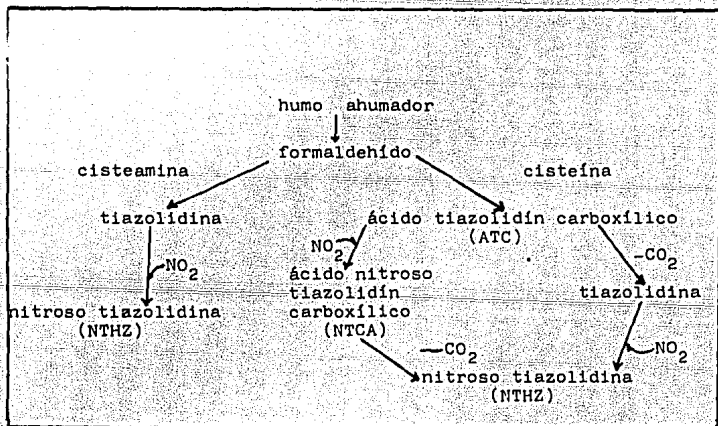 humo ahumador
formaldehído
cisteamina
cisteína
tiazolidina
ácido tiazolidín carboxílico
(ATC)
NO2
NO2
-CO2
ácido nitroso
tiazolidín
carboxílico
(NTCA)
tiazolidina
nitroso tiazolidina
(NTHZ)
-CO2
NO2
nitroso tiazolidina
(NTHZ)